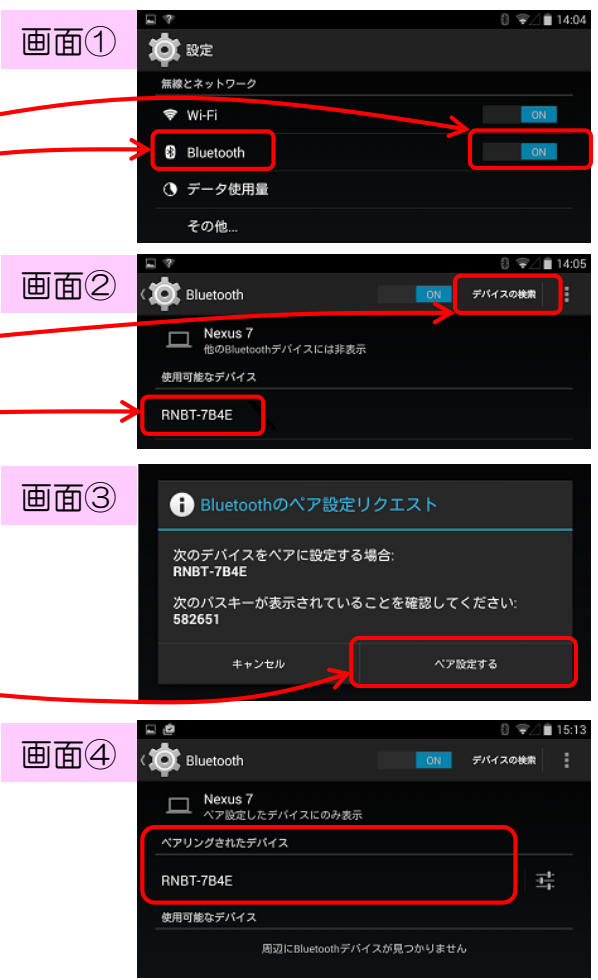 画面①
14:04
設定
無線とネットワーク
Wi-Fi
ON
Bluetooth
ON
データ使用量
その他...
画面②
14:05
Bluetooth
ON
デバイスの検索
Nexus 7
他のBluetoothデバイスには非表示
使用可能なデバイス
RNBT-7B4E
画面③
Bluetoothのペア設定リクエスト
次のデバイスをペアに設定する場合:
RNBT-7B4E
次のパスキーが表示されていることを確認してください:
582651
キャンセル
ペア設定する
画面④
15:13
Bluetooth
ON
デバイスの検索
Nexus 7
ペア設定したデバイスにのみ表示
ペアリングされたデバイス
RNBT-7B4E
使用可能なデバイス
周辺にBluetoothデバイスが見つかりません